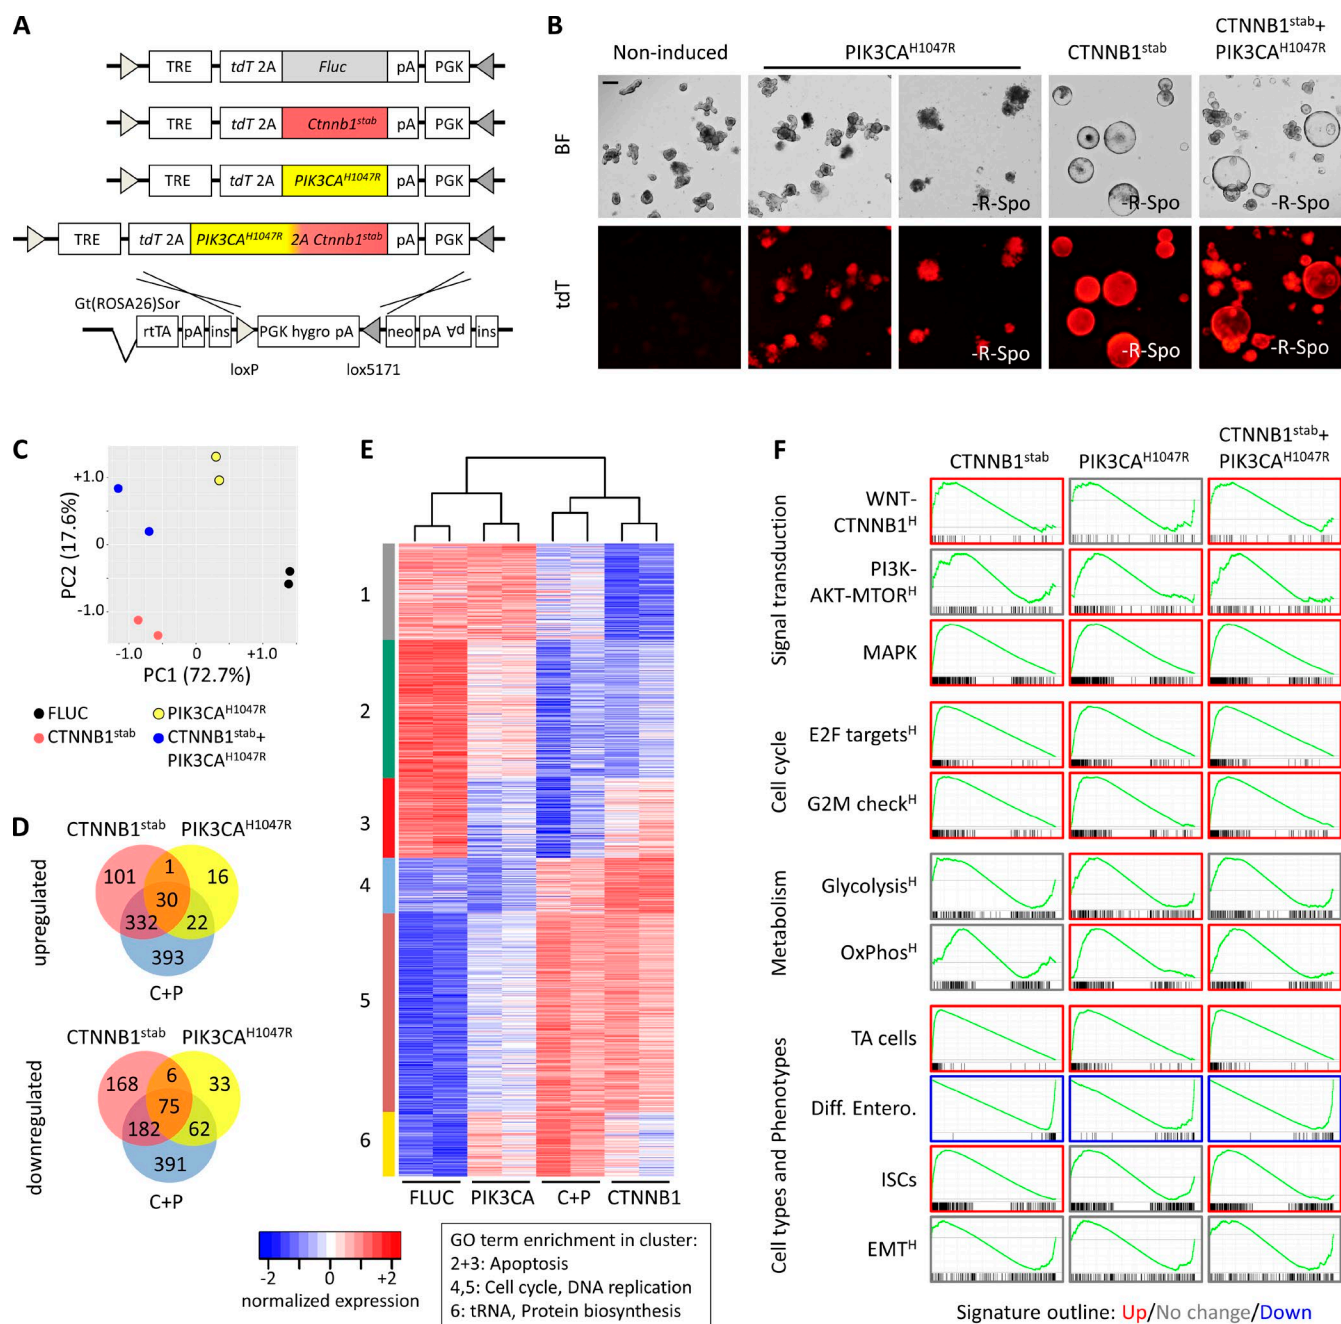 A
TRE tdT 2A Fluc pA PGK
TRE tdT 2A Ctnnb1stab pA PGK
TRE tdT 2A PIK3CAH1047R pA PGK
TRE tdT 2A PIK3CAH1047R 2A Ctnnb1stab pA PGK
Gt(ROSA26)Sor
rtTA pA ins PGK hygro pA neo pA pA ins
loxP lox5171
B
Non-induced PIK3CAH1047R CTNNB1stab CTNNB1stab+
PIK3CAH1047R
BF
-R-Spo -R-Spo -R-Spo
tdT
-R-Spo -R-Spo -R-Spo
C
PC2 (17.6%)
+1.0
0
-1.0
-1.0 0 +1.0
PC1 (72.7%)
FLUC PIK3CAH1047R
CTNNB1stab CTNNB1stab+
PIK3CAH1047R
D
CTNNB1stab PIK3CAH1047R
upregulated
1
101 16
30
332 22
393
C+P
CTNNB1stab PIK3CAH1047R
downregulated
6
168 33
75
182 62
391
C+P
E
1
2
3
4
5
6
FLUC PIK3CA C+P CTNNB1
-2 0 +2
normalized expression
GO term enrichment in cluster:
2+3: Apoptosis
4,5: Cell cycle, DNA replication
6: tRNA, Protein biosynthesis
F
CTNNB1stab PIK3CAH1047R CTNNB1stab+
PIK3CAH1047R
Signal transduction
WNT-
CTNNB1H
PI3K-
AKT-MTORH
MAPK
Cell cycle
E2F targetsH
G2M checkH
Metabolism
GlycolysisH
OxPhosH
Cell types and Phenotypes
TA cells
Diff. Entero.
ISCs
EMTH
Signature outline: Up/No change/Down